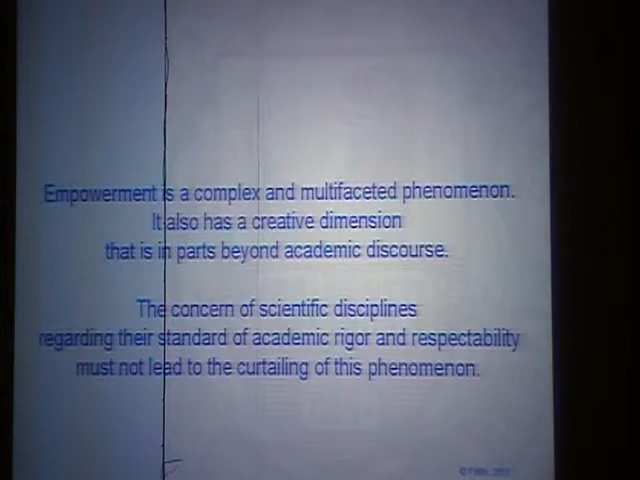 Empowerment is a complex and multifaceted phenomenon.
It also has a creative dimension
that is in parts beyond academic discourse.
The concern of scientific disciplines
regarding their standard of academic rigor and respectability
must not lead to the curtailing of this phenomenon.
©